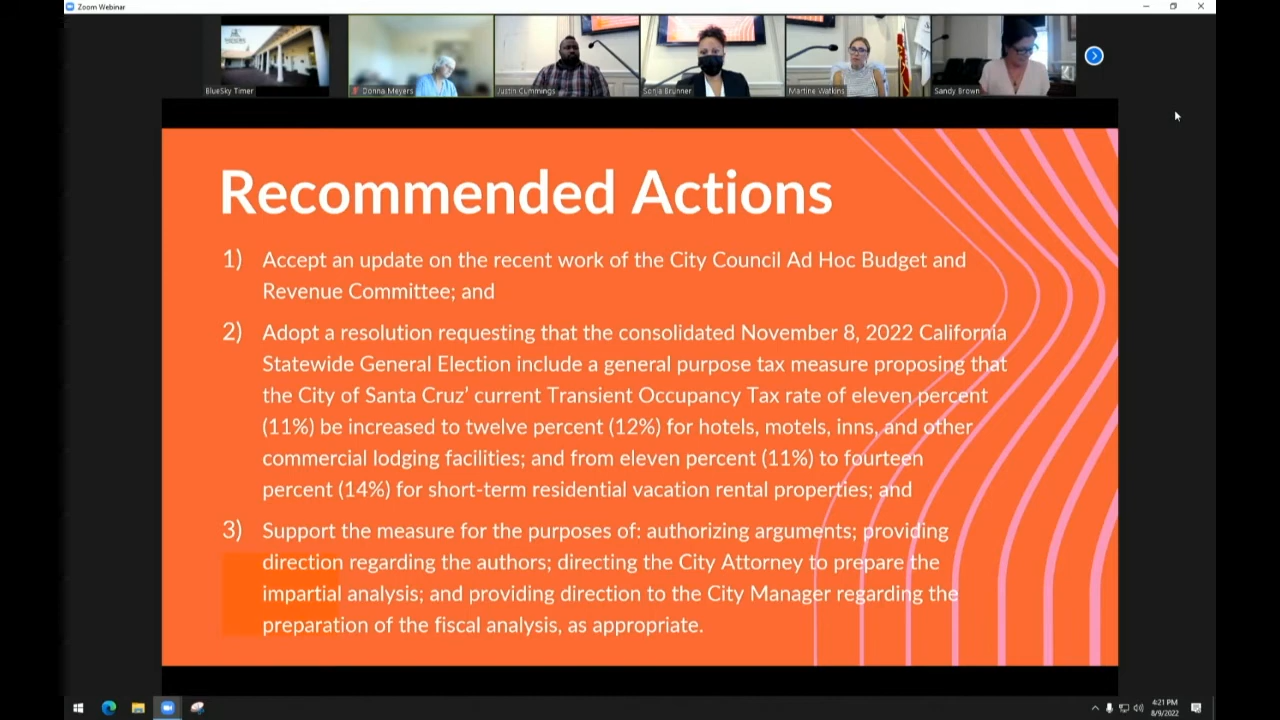 Zoom Webinar
BlueSky Timer
Donna Meyers
Justin Cummings
Sonja Brunner
Martine Watkins
Sandy Brown
Recommended Actions
1) Accept an update on the recent work of the City Council Ad Hoc Budget and
Revenue Committee; and
2) Adopt a resolution requesting that the consolidated November 8, 2022 California
Statewide General Election include a general purpose tax measure proposing that
the City of Santa Cruz’ current Transient Occupancy Tax rate of eleven percent
(11%) be increased to twelve percent (12%) for hotels, motels, inns, and other
commercial lodging facilities; and from eleven percent (11%) to fourteen
percent (14%) for short-term residential vacation rental properties; and
3) Support the measure for the purposes of: authorizing arguments; providing
direction regarding the authors; directing the City Attorney to prepare the
impartial analysis; and providing direction to the City Manager regarding the
preparation of the fiscal analysis, as appropriate.
4:21 PM
8/9/2022